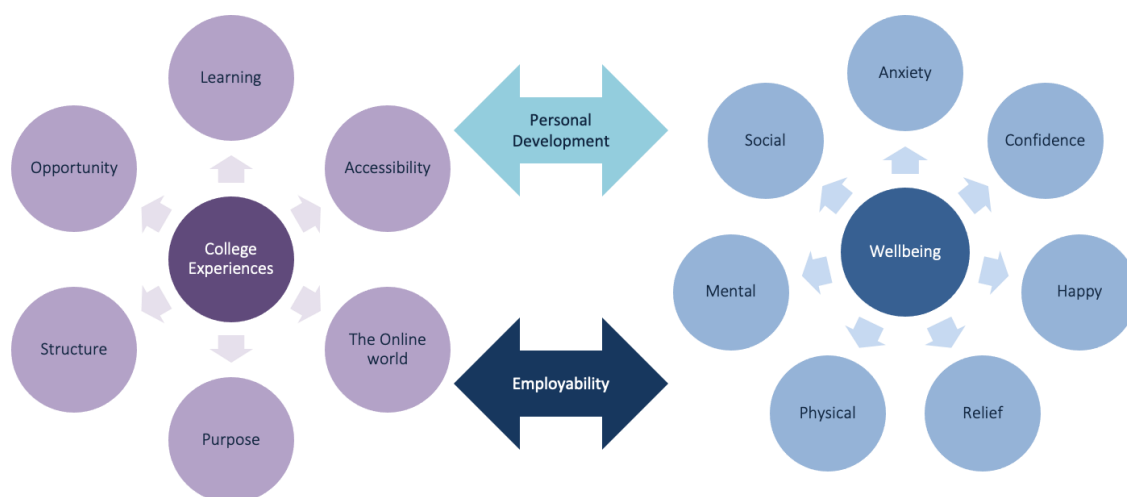 Learning
Opportunity
Accessibility
College
Experiences
Structure
The Online
world
Purpose
Personal
Development
Employability
Anxiety
Social
Confidence
Wellbeing
Mental
Happy
Physical
Relief